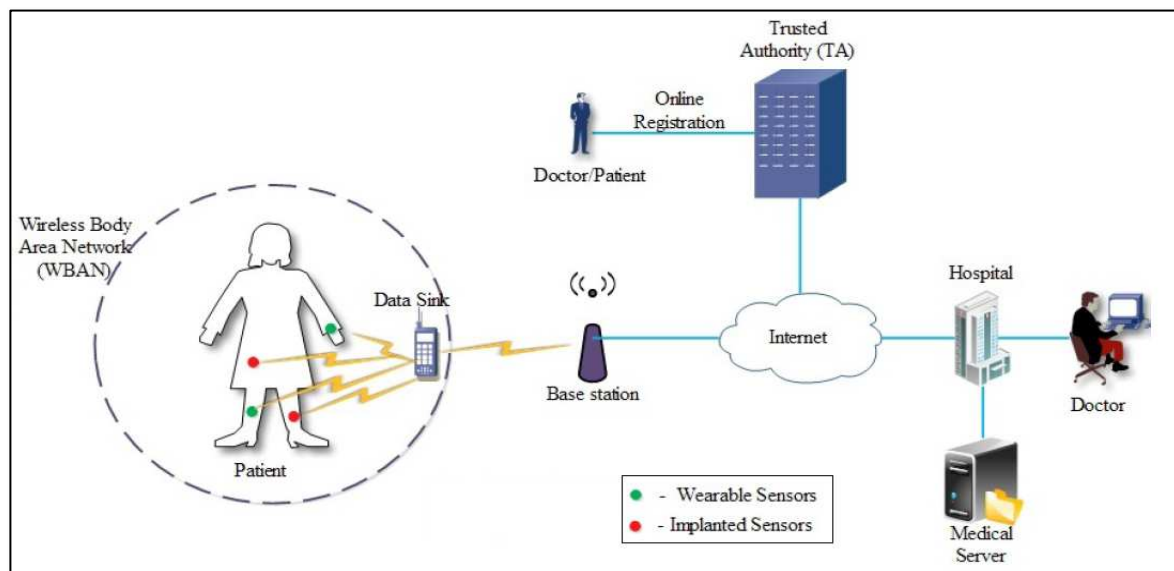 Trusted
Authority (TA)
Online
Registration
Doctor/Patient
Wireless Body
Area Network
(WBAN)
Data Sink
Hospital
Internet
Base station
Doctor
Patient
- Wearable Sensors
- Implanted Sensors
Medical
Server